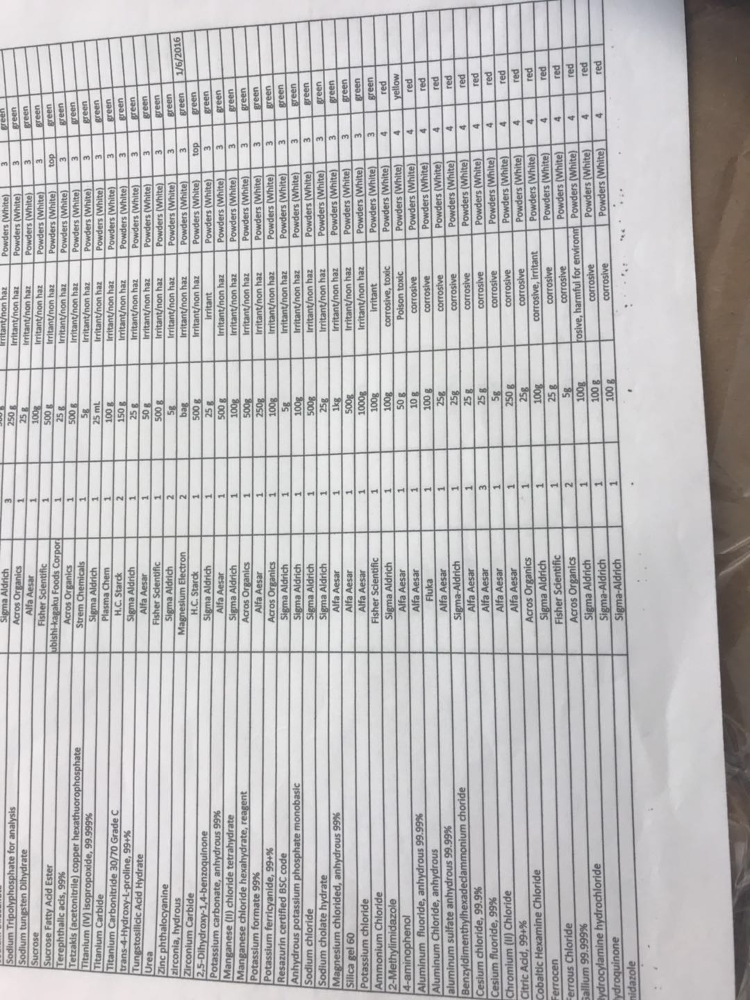 Sigma Aldrich 3 250 g Irritant/non haz Powders (White) 3 green
Sodium Tripolyphosphate for analysis Acros Organics 1 25 g Irritant/non haz Powders (White) 3 green
Sodium tungsten Dihydrate Alfa Aesar 1 100g Irritant/non haz Powders (White) 3 green
Sucrose Fisher Scientific 1 500 g Irritant/non haz Powders (White) top green
Sucrose Fatty Acid Ester ubishi-kagaku Foods Corpor 1 25 g Irritant/non haz Powders (White) 3 green
Terephthalic acis, 99% Acros Organics 1 500 g Irritant/non haz Powders (White) 3 green
Tetzakis (acetonitrile) copper hexathuorophosphate Strem Chemicals 1 5g Irritant/non haz Powders (White) 3 green
Titanium (IV) isopropoxide, 99.999% Sigma Aldrich 1 25 mL Irritant/non haz Powders (White) 3 green
Titanium Carbide Plasma Chem 1 100 g Irritant/non haz Powders (White) 3 green
Titanium Carbonitride 30/70 Grade C H.C. Starck 2 150 g Irritant/non haz Powders (White) 3 green
trans-4-Hydroxy-L-proline, 99+% Sigma Aldrich 1 25 g Irritant/non haz Powders (White) 3 green
Tungstosilicic Acid Hydrate Alfa Aesar 1 50 g Irritant/non haz Powders (White) 3 green
Urea Fisher Scientific 1 500 g Irritant/non haz Powders (White) 3 green
Zinc phthalocyanine Sigma Aldrich 2 5g Irritant/non haz Powders (White) 3 green
zirconia, hydrous Magnesium Electron 2 bag Irritant/non haz Powders (White) 3 green 1/6/2016
Zirconium Carbide H.C. Starck 1 500 g Irritant/non haz Powders (White) top green
2,5-Dihydroxy-1,4-benzoquinone Sigma Aldrich 1 25 g irritant Powders (White) 3 green
Potassium carbonate, anhydrous 99% Alfa Aesar 1 500 g Irritant/non haz Powders (White) 3 green
Manganese (II) chloride tetrahydrate Sigma Aldrich 1 100g Irritant/non haz Powders (White) 3 green
Manganese chloride hexahydrate, reagent Acros Organics 1 500g Irritant/non haz Powders (White) 3 green
Potassium formate 99% Alfa Aesar 1 250g Irritant/non haz Powders (White) 3 green
Potassium ferricyanide, 99+% Acros Organics 1 100g Irritant/non haz Powders (White) 3 green
Resazurin certified BSC code Sigma Aldrich 1 5g Irritant/non haz Powders (White) 3 green
Anhydrous potassium phosphate monobasic Sigma Aldrich 1 100g Irritant/non haz Powders (White) 3 green
Sodium chloride Sigma Aldrich 1 500g Irritant/non haz Powders (White) 3 green
Sodium cholate hydrate Sigma Aldrich 1 25g Irritant/non haz Powders (White) 3 green
Magnesium chlorided, anhydrous 99% Alfa Aesar 1 1kg Irritant/non haz Powders (White) 3 green
Silica gel 60 Alfa Aesar 1 500g Irritant/non haz Powders (White) 3 green
Potassium chloride Alfa Aesar 1 1000g Irritant/non haz Powders (White) 3 green
Ammonium Chloride Fisher Scientific 1 100g irritant Powders (White) 3 green
2-Methylimidazole Sigma Aldrich 1 100g corrosive, toxic Powders (White) 4 red
4-aminophenol Alfa Aesar 1 50 g Poison toxic Powders (White) 4 yellow
Aluminum fluoride, anhydrous 99.99% Alfa Aesar 1 10 g corrosive Powders (White) 4 red
Aluminum Chloride, anhydrous Fluka 1 100 g corrosive Powders (White) 4 red
aluminum sulfate anhydrous 99.99% Alfa Aesar 1 25g corrosive Powders (White) 4 red
Benzyldimenthylhexadeclammonium choride Sigma-Aldrich 1 25g corrosive Powders (White) 4 red
Cesium chloride, 99.9% Alfa Aesar 1 25 g corrosive Powders (White) 4 red
Cesium fluoride, 99% Alfa Aesar 3 25 g corrosive Powders (White) 4 red
Chromium (II) Chloride Alfa Aesar 1 5g corrosive Powders (White) 4 red
Citric Acid, 99+% Alfa Aesar 1 250 g corrosive Powders (White) 4 red
Cobaltic Hexamine Chloride Acros Organics 1 25g corrosive Powders (White) 4 red
Ferrocen Sigma Aldrich 1 100g corrosive, irritant Powders (White) 4 red
Ferrous Chloride Fisher Scientific 1 25 g corrosive Powders (White) 4 red
Gallium 99.999% Acros Organics 2 5g corrosive Powders (White) 4 red
ydrocylamine hydrochloride Sigma Aldrich 1 100g rosive, harmful for environm Powders (White) 4 red
ydroquinone Sigma-Aldrich 1 100 g corrosive Powders (White) 4 red
nidazole Sigma-Aldrich 1 100 g corrosive Powders (White) 4 red